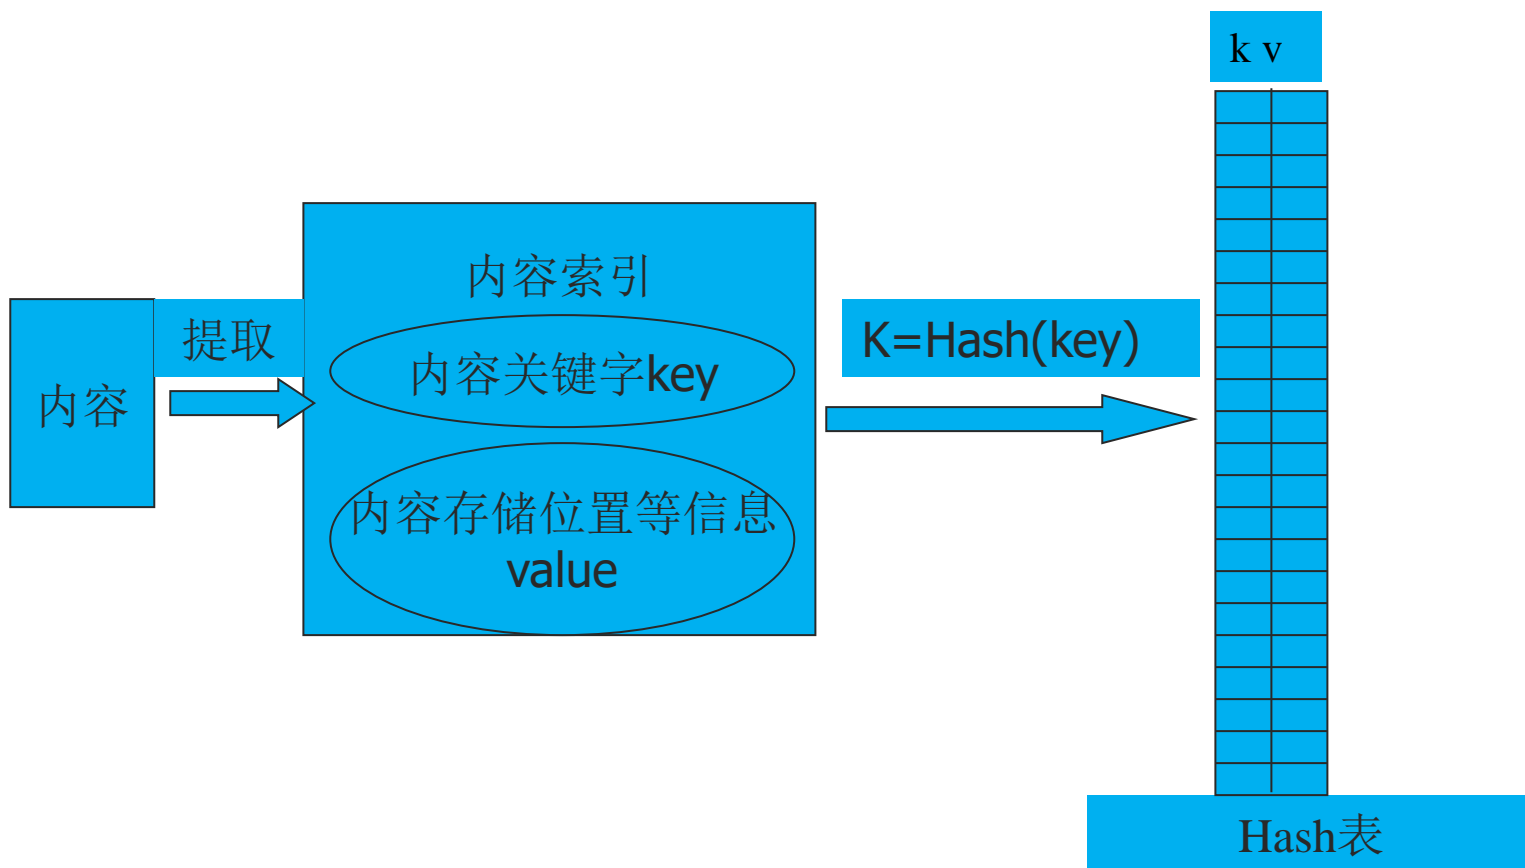 k v
内容索引
提取
K=Hash(key)
内容关键字key
内容
内容存储位置等信息
value
Hash表